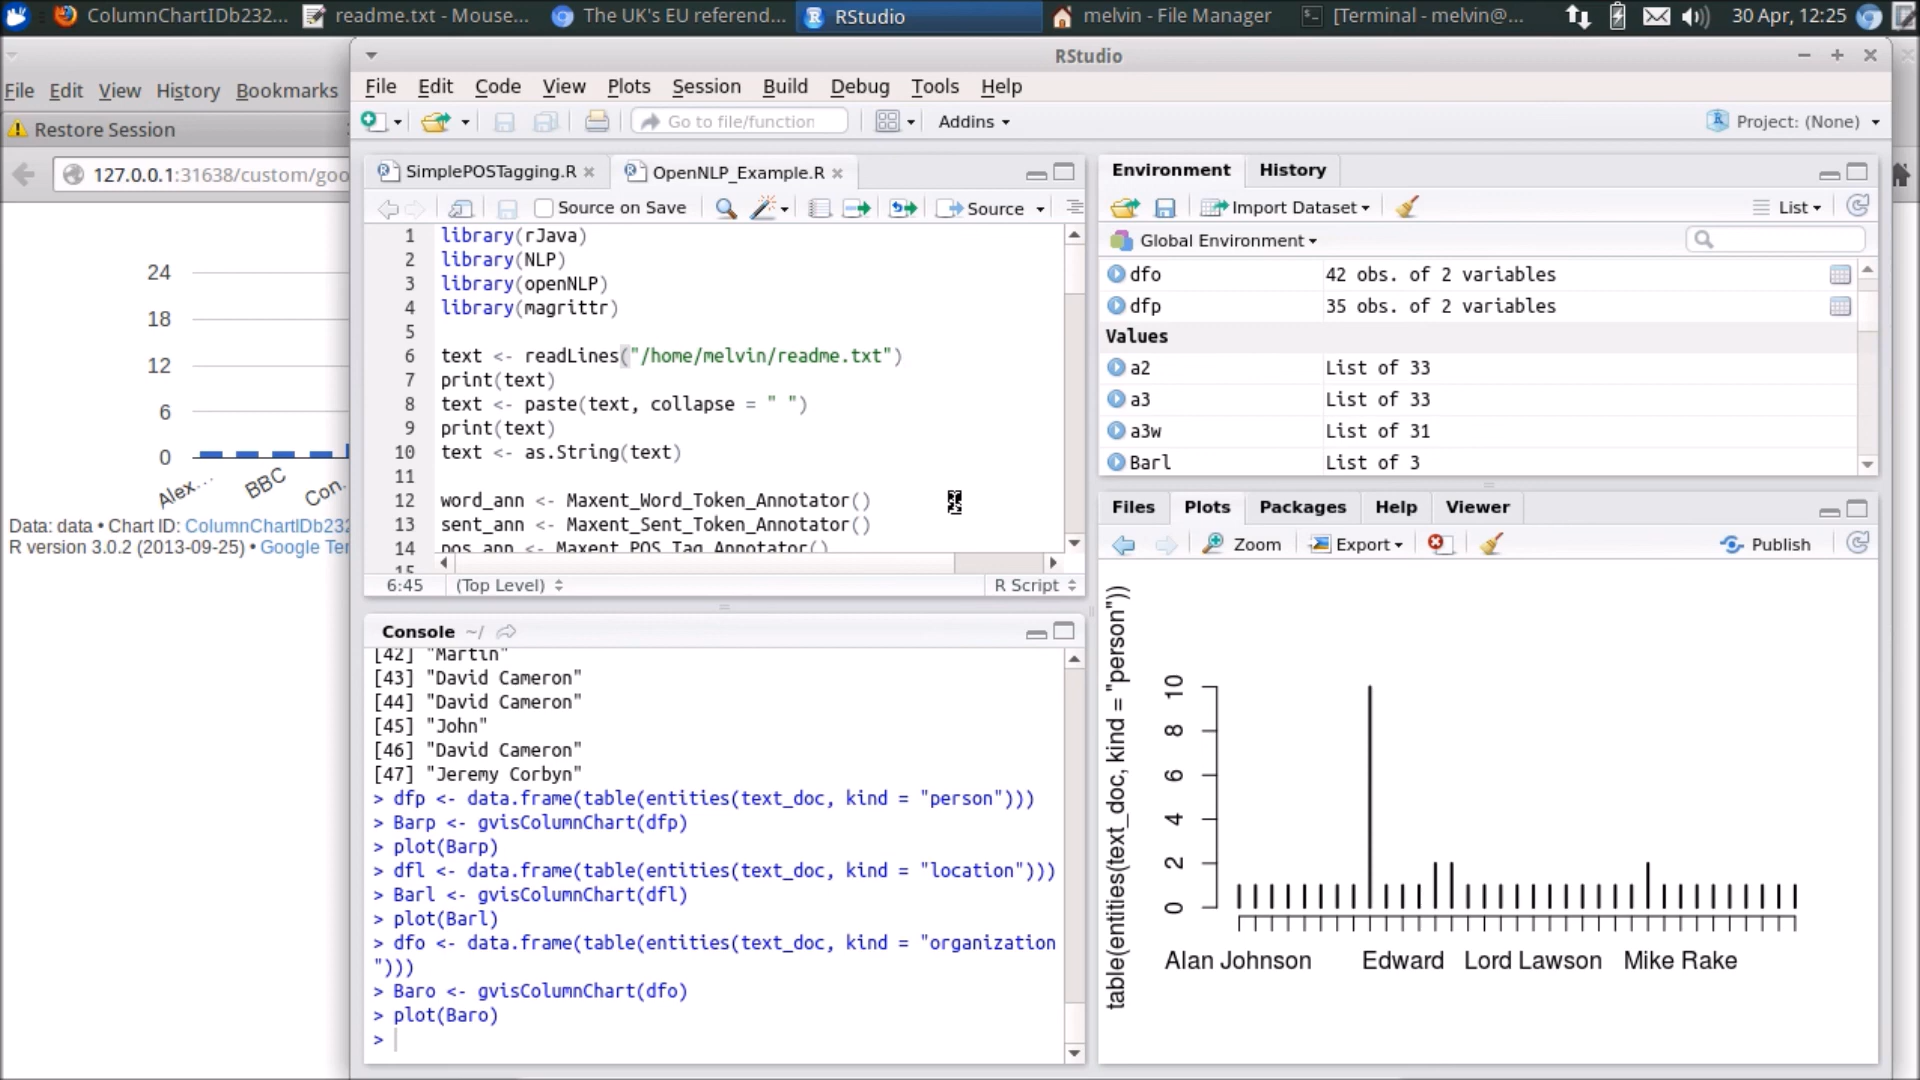 ColumnChartIDb232...
readme.txt - Mouse...
The UK's EU referend...
RStudio
melvin - File Manager
[Terminal - melvin@...
30 Apr, 12:25
File Edit View History Bookmarks
Restore Session
127.0.0.1:31638/custom/goo
24
18
12
6
0
Alex...
BBC
Con.
Data: data • Chart ID: ColumnChartIDb232
R version 3.0.2 (2013-09-25) • Google Ter
RStudio
File Edit Code View Plots Session Build Debug Tools Help
Go to file/function
Addins
Project: (None)
SimplePOSTagging.R
OpenNLP_Example.R
Source on Save
Source
1 library(rJava)
2 library(NLP)
3 library(openNLP)
4 library(magrittr)
5
6 text <- readLines("/home/melvin/readme.txt")
7 print(text)
8 text <- paste(text, collapse = " ")
9 print(text)
10 text <- as.String(text)
11
12 word_ann <- Maxent_Word_Token_Annotator()
13 sent_ann <- Maxent_Sent_Token_Annotator()
14 pos_ann <- Maxent_POS_Tag_Annotator()
15
6:45 (Top Level) R Script
Console ~/
[42] "Martin"
[43] "David Cameron"
[44] "David Cameron"
[45] "John"
[46] "David Cameron"
[47] "Jeremy Corbyn"
> dfp <- data.frame(table(entities(text_doc, kind = "person")))
> Barp <- gvisColumnChart(dfp)
> plot(Barp)
> dfl <- data.frame(table(entities(text_doc, kind = "location")))
> Barl <- gvisColumnChart(dfl)
> plot(Barl)
> dfo <- data.frame(table(entities(text_doc, kind = "organization
")))
> Baro <- gvisColumnChart(dfo)
> plot(Baro)
>
Environment History
Import Dataset
List
Global Environment
dfo 42 obs. of 2 variables
dfp 35 obs. of 2 variables
Values
a2 List of 33
a3 List of 33
a3w List of 31
Barl List of 3
Files Plots Packages Help Viewer
Zoom Export Publish
table(entities(text_doc, kind = "person"))
10
8
6
4
2
0
Alan Johnson Edward Lord Lawson Mike Rake